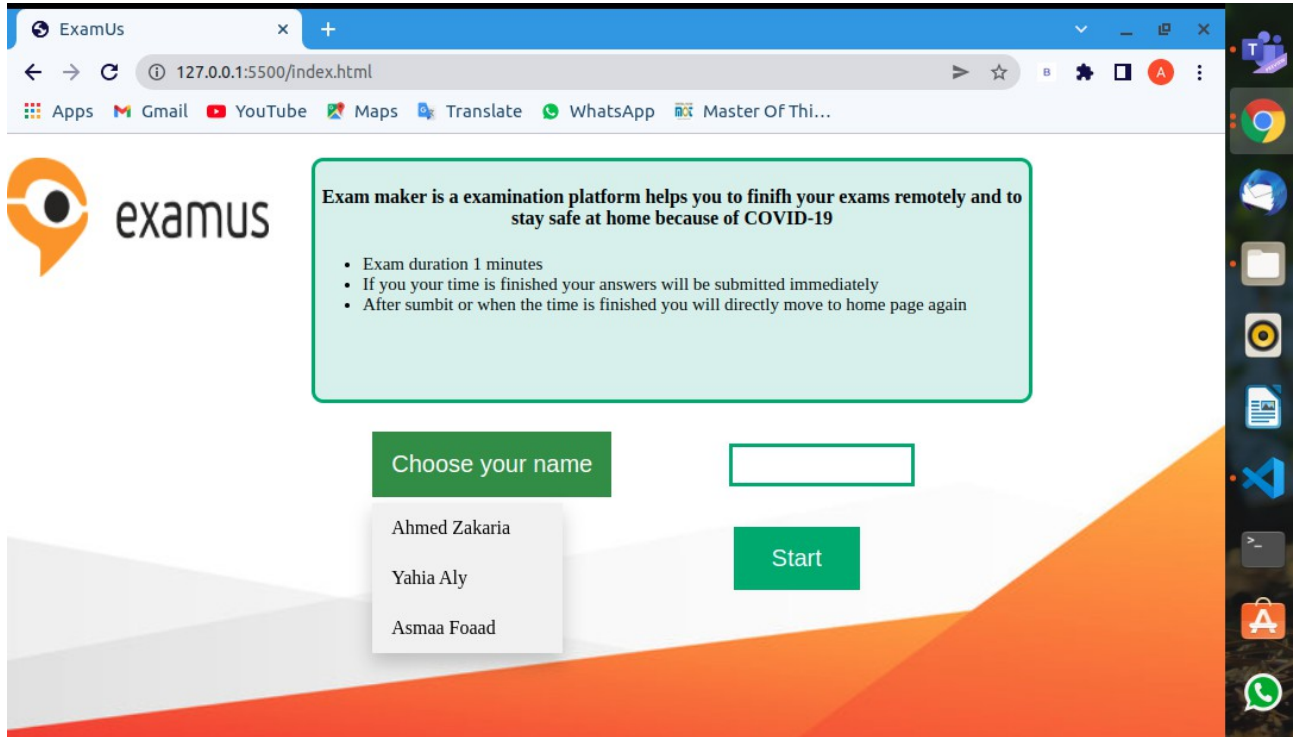 ExamUs
127.0.0.1:5500/index.html
B
A
Apps
Gmail
YouTube
Maps
Translate
WhatsApp
Master Of Thi...
examus
Exam maker is a examination platform helps you to finifh your exams remotely and to
stay safe at home because of COVID-19
Exam duration 1 minutes
If you your time is finished your answers will be submitted immediately
After sumbit or when the time is finished you will directly move to home page again
Choose your name
Ahmed Zakaria
Yahia Aly
Asmaa Foaad
Start
T